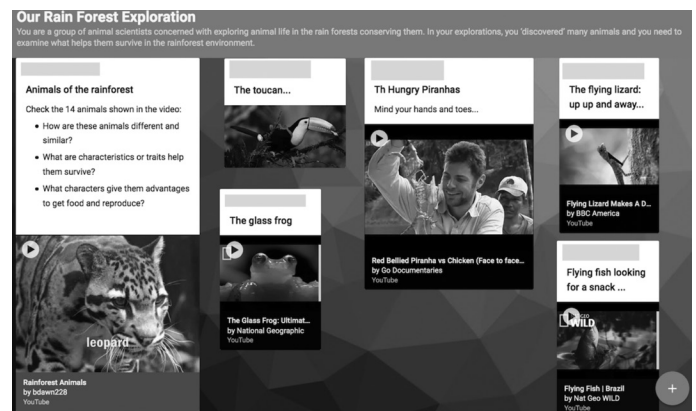 Our Rain Forest Exploration
You are a group of animal scientists concerned with exploring animal life in the rain forests conserving them. In your explorations, you 'discovered' many animals and you need to
examine what helps them survive in the rainforest environment.
Animals of the rainforest
Check the 14 animals shown in the video:
• How are these animals different and
similar?
• What are characteristics or traits help
them survive?
• What characters give them advantages
to get food and reproduce?
leopard
Rainforest Animals
by bdawn228
YouTube
The toucan...
The glass frog
The Glass Frog: Ultimat...
by National Geographic
YouTube
Th Hungry Piranhas
Mind your hands and toes...
Red Bellied Piranha vs Chicken (Face to face...
by Go Documentaries
YouTube
The flying lizard:
up up and away...
Flying Lizard Makes A D...
by BBC America
YouTube
Flying fish looking
for a snack ...
NAT GEO
WILD
Flying Fish | Brazil
by Nat Geo WILD
YouTube
+